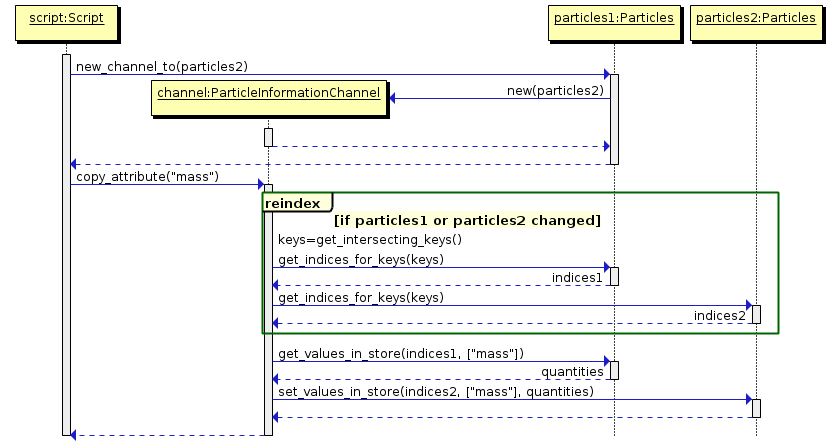 script:Script
particles1:Particles
particles2:Particles
new_channel_to(particles2)
channel:ParticleInformationChannel
new(particles2)
copy_attribute("mass")
reindex
[if particles1 or particles2 changed]
keys=get_intersecting_keys()
get_indices_for_keys(keys)
indices1
get_indices_for_keys(keys)
indices2
get_values_in_store(indices1, ["mass"])
quantities
set_values_in_store(indices2, ["mass"], quantities)